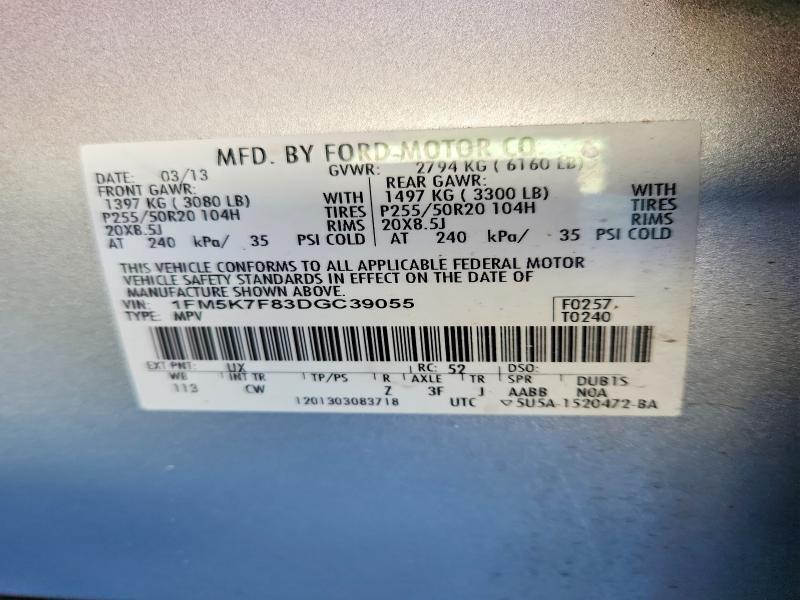 MFD. BY FORD MOTOR CO.
DATE: 03/13 GVWR: 2794 KG ( 6160 LB)
FRONT GAWR: REAR GAWR:
1397 KG ( 3080 LB) WITH 1497 KG ( 3300 LB) WITH
P255/50R20 104H TIRES P255/50R20 104H TIRES
20X8.5J RIMS 20X8.5J RIMS
AT 240 kPa/ 35 PSI COLD AT 240 kPa/ 35 PSI COLD
THIS VEHICLE CONFORMS TO ALL APPLICABLE FEDERAL MOTOR
VEHICLE SAFETY STANDARDS IN EFFECT ON THE DATE OF
MANUFACTURE SHOWN ABOVE.
VIN: 1FM5K7F83DGC39055 F0257
TYPE: MPV T0240
EXT PNT: UX RC: 52 DSO:
WB INT TR TP/PS R AXLE TR SPR DUB1S
113 CW Z 3F J AABB N0A
1201303083718 UTC ▽5U5A-1520472-BA